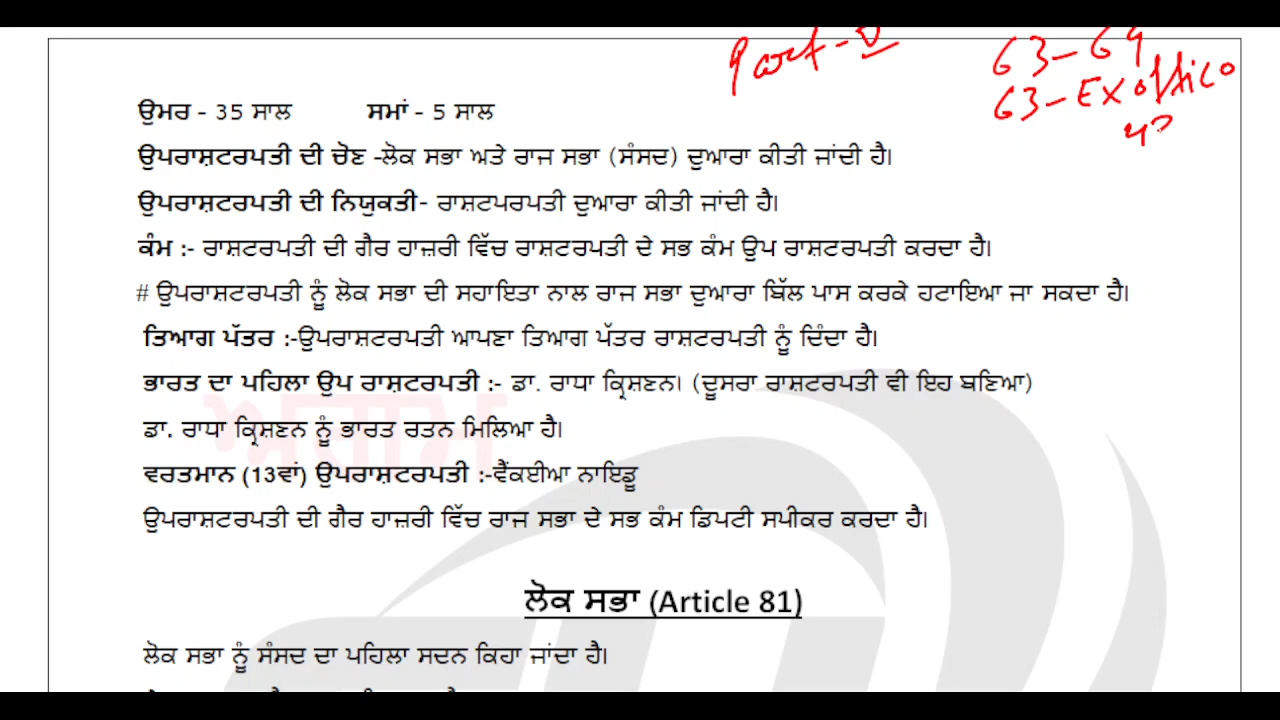 Part-V
63-69
63-Exoffico
ਉਮਰ - 35 ਸਾਲ ਸਮਾਂ - 5 ਸਾਲ
ਉਪਰਾਸ਼ਟਰਪਤੀ ਦੀ ਚੋਣ -ਲੋਕ ਸਭਾ ਅਤੇ ਰਾਜ ਸਭਾ (ਸੰਸਦ) ਦੁਆਰਾ ਕੀਤੀ ਜਾਂਦੀ ਹੈ।
ਉਪਰਾਸ਼ਟਰਪਤੀ ਦੀ ਨਿਯੁਕਤੀ- ਰਾਸ਼ਟਪਰਪਤੀ ਦੁਆਰਾ ਕੀਤੀ ਜਾਂਦੀ ਹੈ।
ਕੰਮ :- ਰਾਸ਼ਟਰਪਤੀ ਦੀ ਗੈਰ ਹਾਜ਼ਰੀ ਵਿੱਚ ਰਾਸ਼ਟਰਪਤੀ ਦੇ ਸਭ ਕੰਮ ਉਪ ਰਾਸ਼ਟਰਪਤੀ ਕਰਦਾ ਹੈ।
# ਉਪਰਾਸ਼ਟਰਪਤੀ ਨੂੰ ਲੋਕ ਸਭਾ ਦੀ ਸਹਾਇਤਾ ਨਾਲ ਰਾਜ ਸਭਾ ਦੁਆਰਾ ਬਿੱਲ ਪਾਸ ਕਰਕੇ ਹਟਾਇਆ ਜਾ ਸਕਦਾ ਹੈ।
ਤਿਆਗ ਪੱਤਰ :-ਉਪਰਾਸ਼ਟਰਪਤੀ ਆਪਣਾ ਤਿਆਗ ਪੱਤਰ ਰਾਸ਼ਟਰਪਤੀ ਨੂੰ ਦਿੰਦਾ ਹੈ।
ਭਾਰਤ ਦਾ ਪਹਿਲਾ ਉਪ ਰਾਸ਼ਟਰਪਤੀ :- ਡਾ. ਰਾਧਾ ਕ੍ਰਿਸ਼ਣਨ। (ਦੂਸਰਾ ਰਾਸ਼ਟਰਪਤੀ ਵੀ ਇਹ ਬਣਿਆ)
ਡਾ. ਰਾਧਾ ਕ੍ਰਿਸ਼ਣਨ ਨੂੰ ਭਾਰਤ ਰਤਨ ਮਿਲਿਆ ਹੈ।
ਵਰਤਮਾਨ (13ਵਾਂ) ਉਪਰਾਸ਼ਟਰਪਤੀ :-ਵੈਂਕਈਆ ਨਾਇਡੂ
ਉਪਰਾਸ਼ਟਰਪਤੀ ਦੀ ਗੈਰ ਹਾਜ਼ਰੀ ਵਿੱਚ ਰਾਜ ਸਭਾ ਦੇ ਸਭ ਕੰਮ ਡਿਪਟੀ ਸਪੀਕਰ ਕਰਦਾ ਹੈ।
ਲੋਕ ਸਭਾ (Article 81)
ਲੋਕ ਸਭਾ ਨੂੰ ਸੰਸਦ ਦਾ ਪਹਿਲਾ ਸਦਨ ਕਿਹਾ ਜਾਂਦਾ ਹੈ।